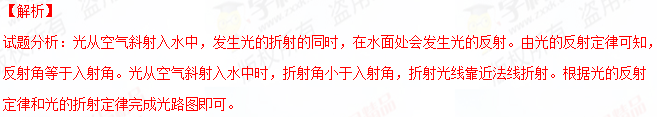 【解析】
试题分析：光从空气斜射入水中，发生光的折射的同时，在水面处会发生光的反射。由光的反射定律可知，
反射角等于入射角。光从空气斜射入水中时，折射角小于入射角，折射光线靠近法线折射。根据光的反射
定律和光的折射定律完成光路图即可。